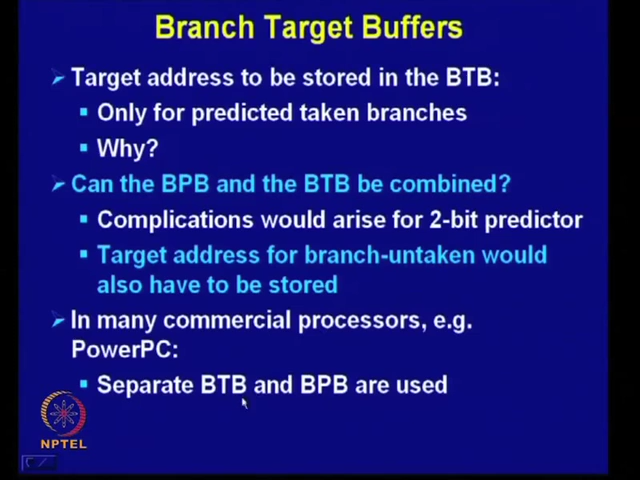 Branch Target Buffers
Target address to be stored in the BTB:
Only for predicted taken branches
Why?
Can the BPB and the BTB be combined?
Complications would arise for 2-bit predictor
Target address for branch-untaken would
also have to be stored
In many commercial processors, e.g.
PowerPC:
Separate BTB and BPB are used
NPTEL